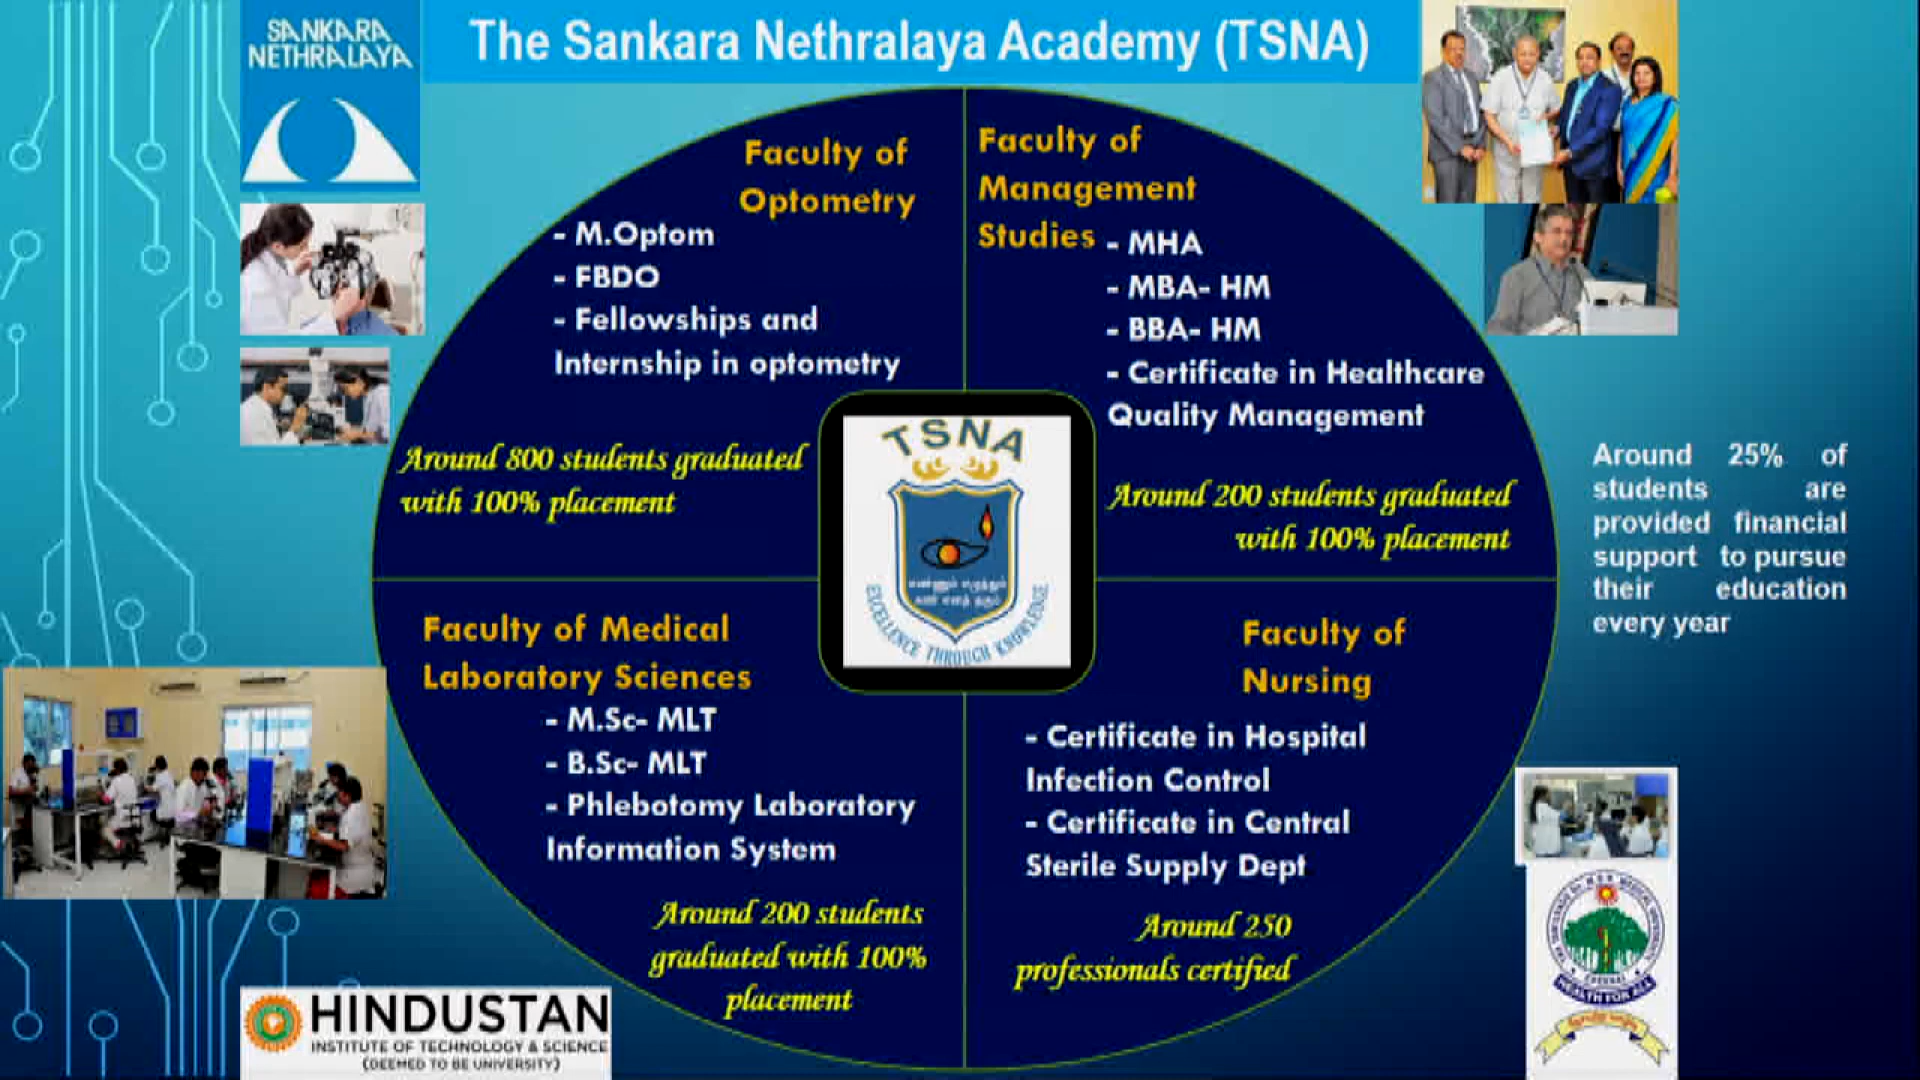 SANKARA
NETHRALAYA
The Sankara Nethralaya Academy (TSNA)
Faculty of
Optometry
- M.Optom
- FBDO
- Fellowships and
Internship in optometry
Around 800 students graduated
with 100% placement
Faculty of
Management
Studies
- MHA
- MBA- HM
- BBA- HM
- Certificate in Healthcare
Quality Management
Around 200 students graduated
with 100% placement
TSNA
EXCELLENCE THROUGH KNOWLEDGE
Around 25% of
students are
provided financial
support to pursue
their education
every year
Faculty of Medical
Laboratory Sciences
- M.Sc- MLT
- B.Sc- MLT
- Phlebotomy Laboratory
Information System
Around 200 students
graduated with 100%
placement
Faculty of
Nursing
- Certificate in Hospital
Infection Control
- Certificate in Central
Sterile Supply Dept
Around 250
professionals certified
HINDUSTAN
INSTITUTE OF TECHNOLOGY & SCIENCE
(DEEMED TO BE UNIVERSITY)
HEALTH FOR ALL